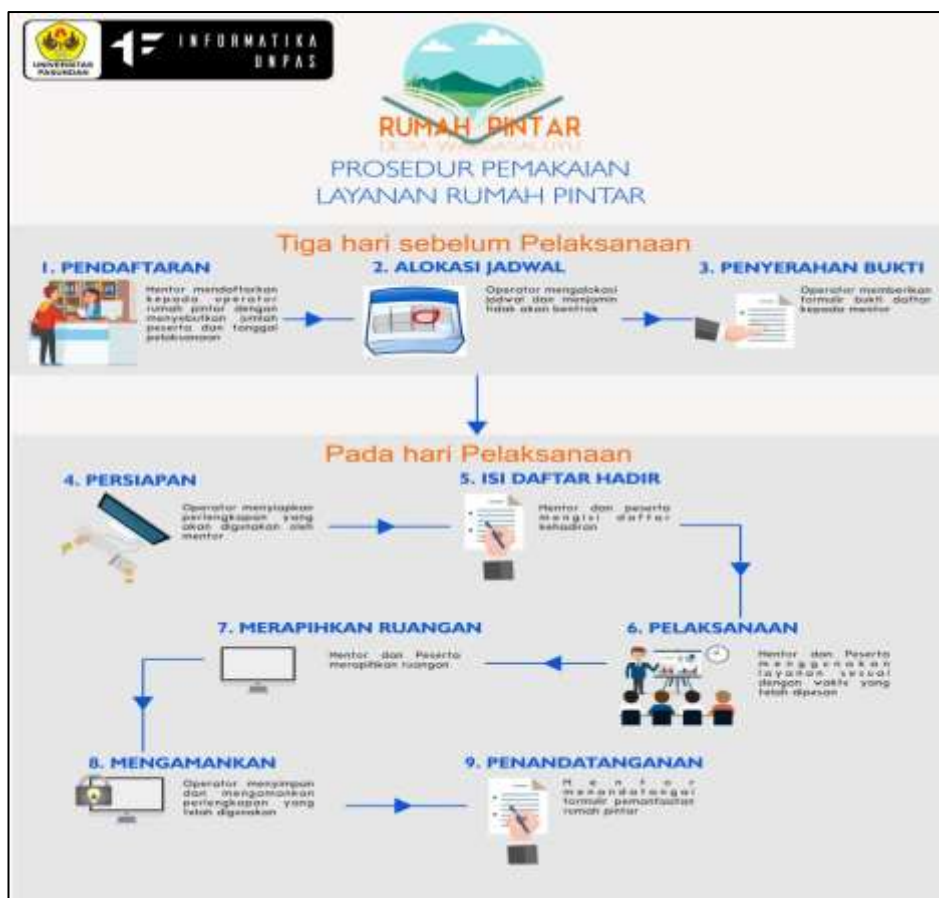 UNIVERSITAS
PASUNDAN
INFORMATIKA
UNPAS
RUMAH PINTAR
PROSEDUR PEMAKAIAN
LAYANAN RUMAH PINTAR
Tiga hari sebelum Pelaksanaan
1. PENDAFTARAN
Mentor mendaftarkan
kepada operator
rumah pintar dengan
menyebutkan jumlah
peserta dan tanggal
pelaksanaan
2. ALOKASI JADWAL
Operator mengalokasi
jadwal dan menjamin
tidak akan bentrok
3. PENYERAHAN BUKTI
Operator memberikan
formulir bukti daftar
kepada mentor
Pada hari Pelaksanaan
4. PERSIAPAN
Operator menyiapkan
perlengkapan yang
akan digunakan oleh
mentor
5. ISI DAFTAR HADIR
Mentor dan peserta
mengisi daftar
kehadiran
6. PELAKSANAAN
Mentor dan Peserta
menggunakan
layanan sesuai
dengan waktu yang
telah dipesan
7. MERAPIHKAN RUANGAN
Mentor dan Peserta
merapihkan ruangan
8. MENGAMANKAN
Operator menyimpan
dan mengamankan
perlengkapan yang
telah digunakan
9. PENANDATANGANAN
Mentor
menandatangai
formulir pemanfaatan
rumah pintar